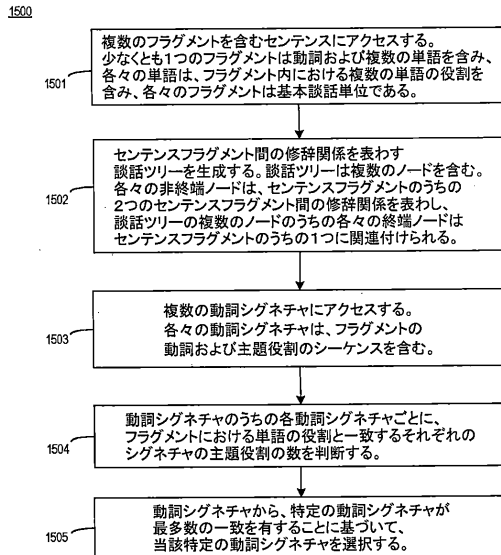 1500
複数のフラグメントを含むセンテンスにアクセスする。
少なくとも1つのフラグメントは動詞および複数の単語を含み、
各々の単語は、フラグメント内における複数の単語の役割を
含み、各々のフラグメントは基本談話単位である。
1501
センテンスフラグメント間の修辞関係を表わす
談話ツリーを生成する。談話ツリーは複数のノードを含む。
各々の非終端ノードは、センテンスフラグメントのうちの
2つのセンテンスフラグメント間の修辞関係を表わし、
談話ツリーの複数のノードのうちの各々の終端ノードは
センテンスフラグメントのうちの1つに関連付けられる。
1502
複数の動詞シグネチャにアクセスする。
各々の動詞シグネチャは、フラグメントの
動詞および主題役割のシーケンスを含む。
1503
動詞シグネチャのうちの各動詞シグネチャごとに、
フラグメントにおける単語の役割と一致するそれぞれの
シグネチャの主題役割の数を判断する。
1504
動詞シグネチャから、特定の動詞シグネチャが
最多数の一致を有することに基づいて、
当該特定の動詞シグネチャを選択する。
1505